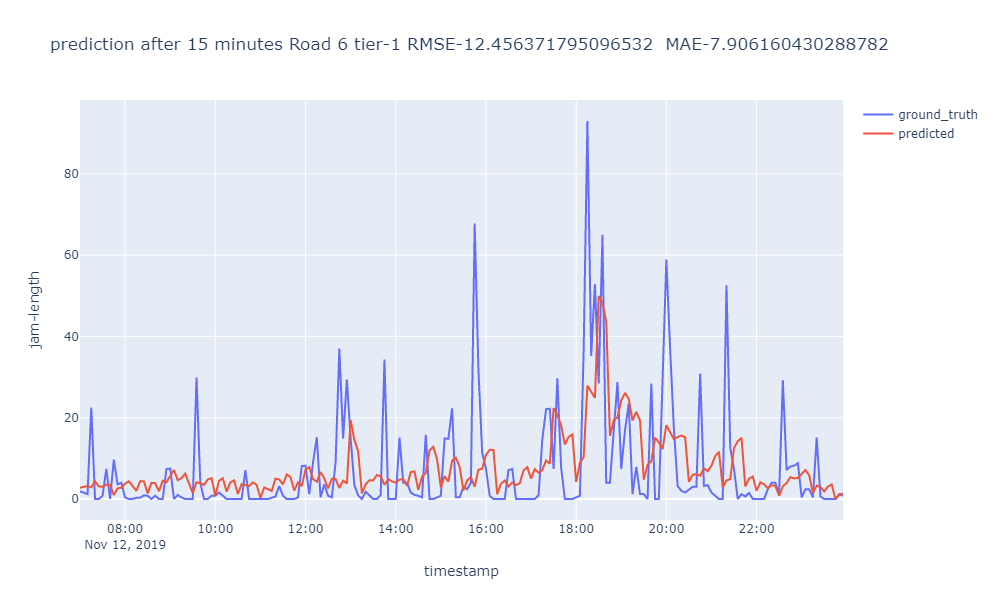 prediction after 15 minutes Road 6 tier-1 RMSE-12.456371795096532  MAE-7.906160430288782
ground_truth
predicted
80
60
40
20
0
jam-length
08:00 10:00 12:00 14:00 16:00 18:00 20:00 22:00
Nov 12, 2019
timestamp